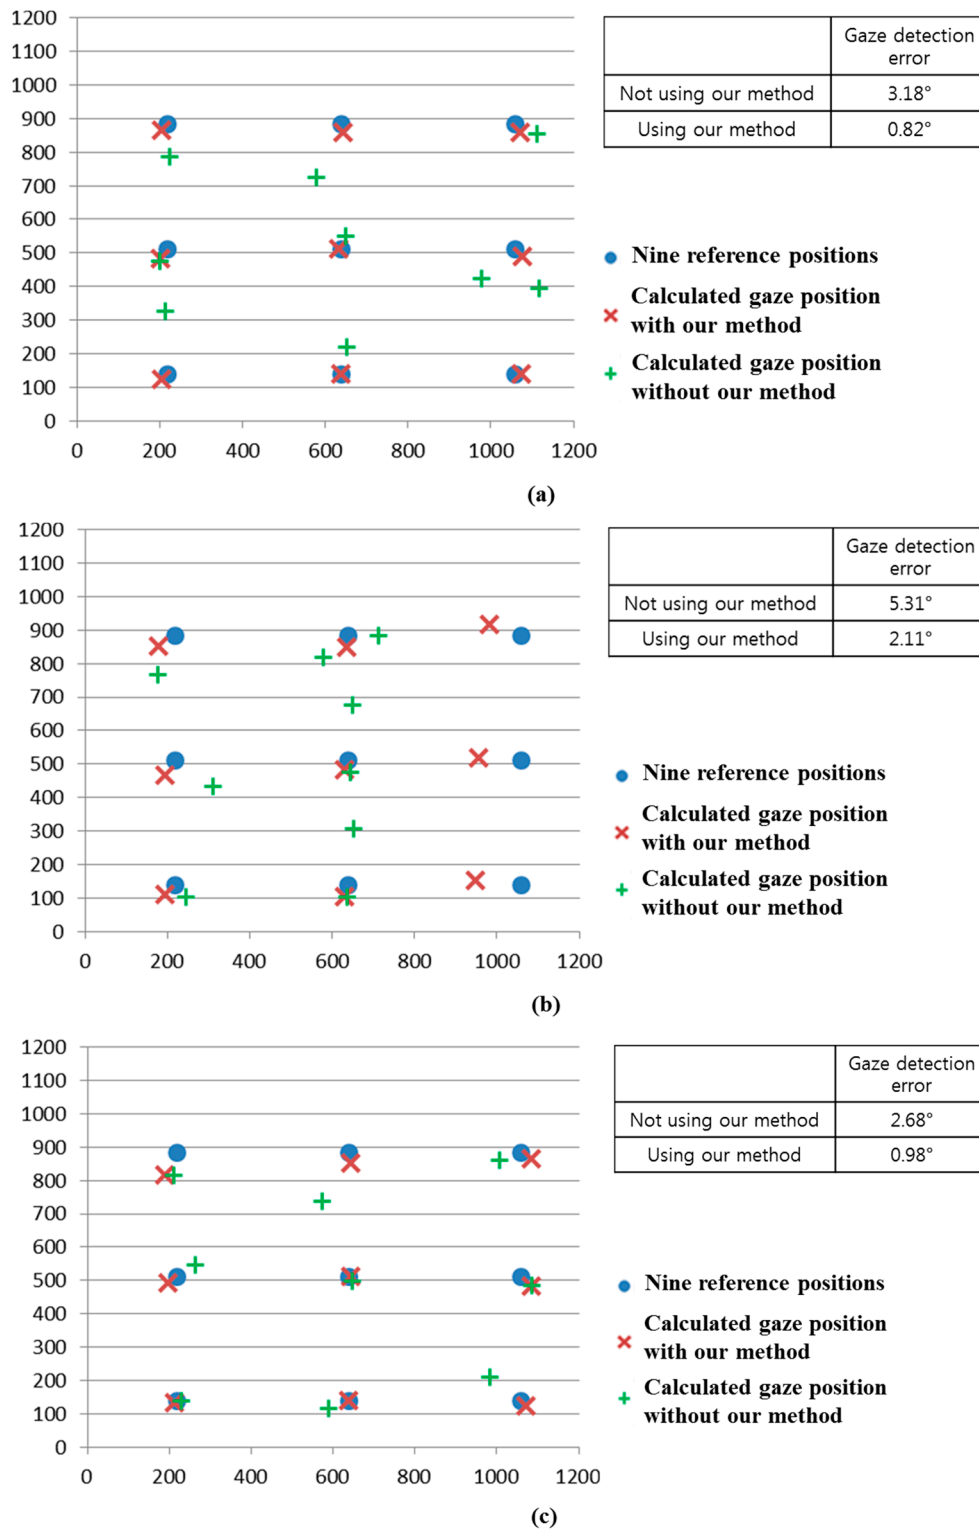 1200
1100
1000
900
800
700
600
500
400
300
200
100
0
0 200 400 600 800 1000 1200
Gaze detection
error
Not using our method 3.18°
Using our method 0.82°
Nine reference positions
Calculated gaze position
with our method
Calculated gaze position
without our method
(a)
1200
1100
1000
900
800
700
600
500
400
300
200
100
0
0 200 400 600 800 1000 1200
Gaze detection
error
Not using our method 5.31°
Using our method 2.11°
Nine reference positions
Calculated gaze position
with our method
Calculated gaze position
without our method
(b)
1200
1100
1000
900
800
700
600
500
400
300
200
100
0
0 200 400 600 800 1000 1200
Gaze detection
error
Not using our method 2.68°
Using our method 0.98°
Nine reference positions
Calculated gaze position
with our method
Calculated gaze position
without our method
(c)